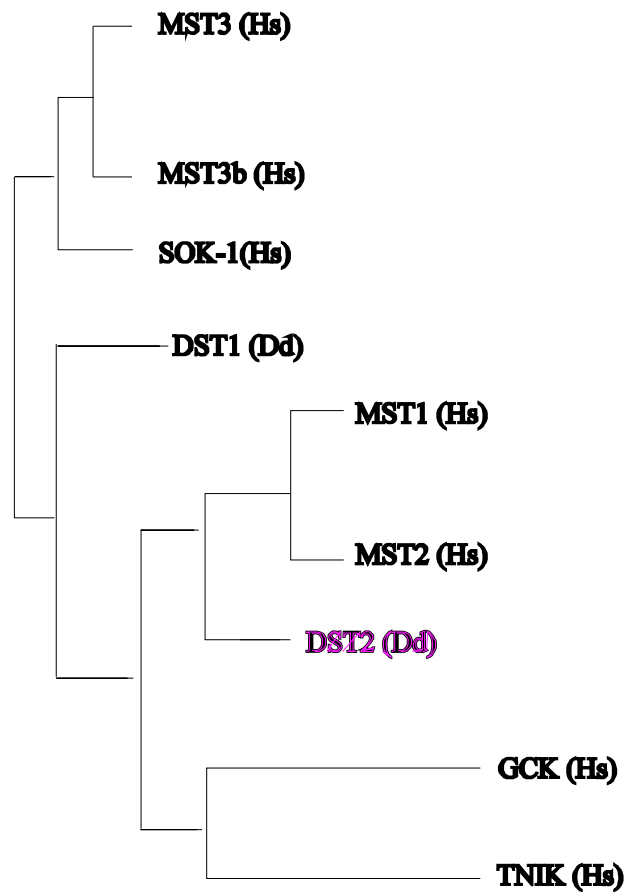 MST3 (Hs)
MST3b (Hs)
SOK-1(Hs)
DST1 (Dd)
MST1 (Hs)
MST2 (Hs)
DST2 (Dd)
GCK (Hs)
TNIK (Hs)